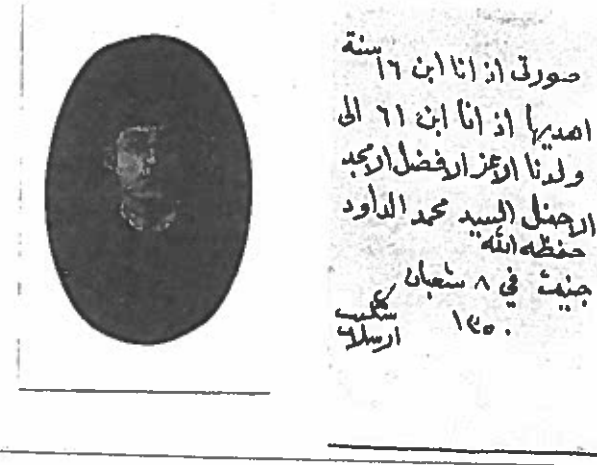 صورتي اذ انا ابن ١٦ سنة
اهديها اذ انا ابن ٦١ الى
ولدنا الاعز الافضل الامجد
الاجل السيد محمد الداود
حفظه الله
جنيف في ٨ شعبان
١٣٥٠
شكيب
ارسلان